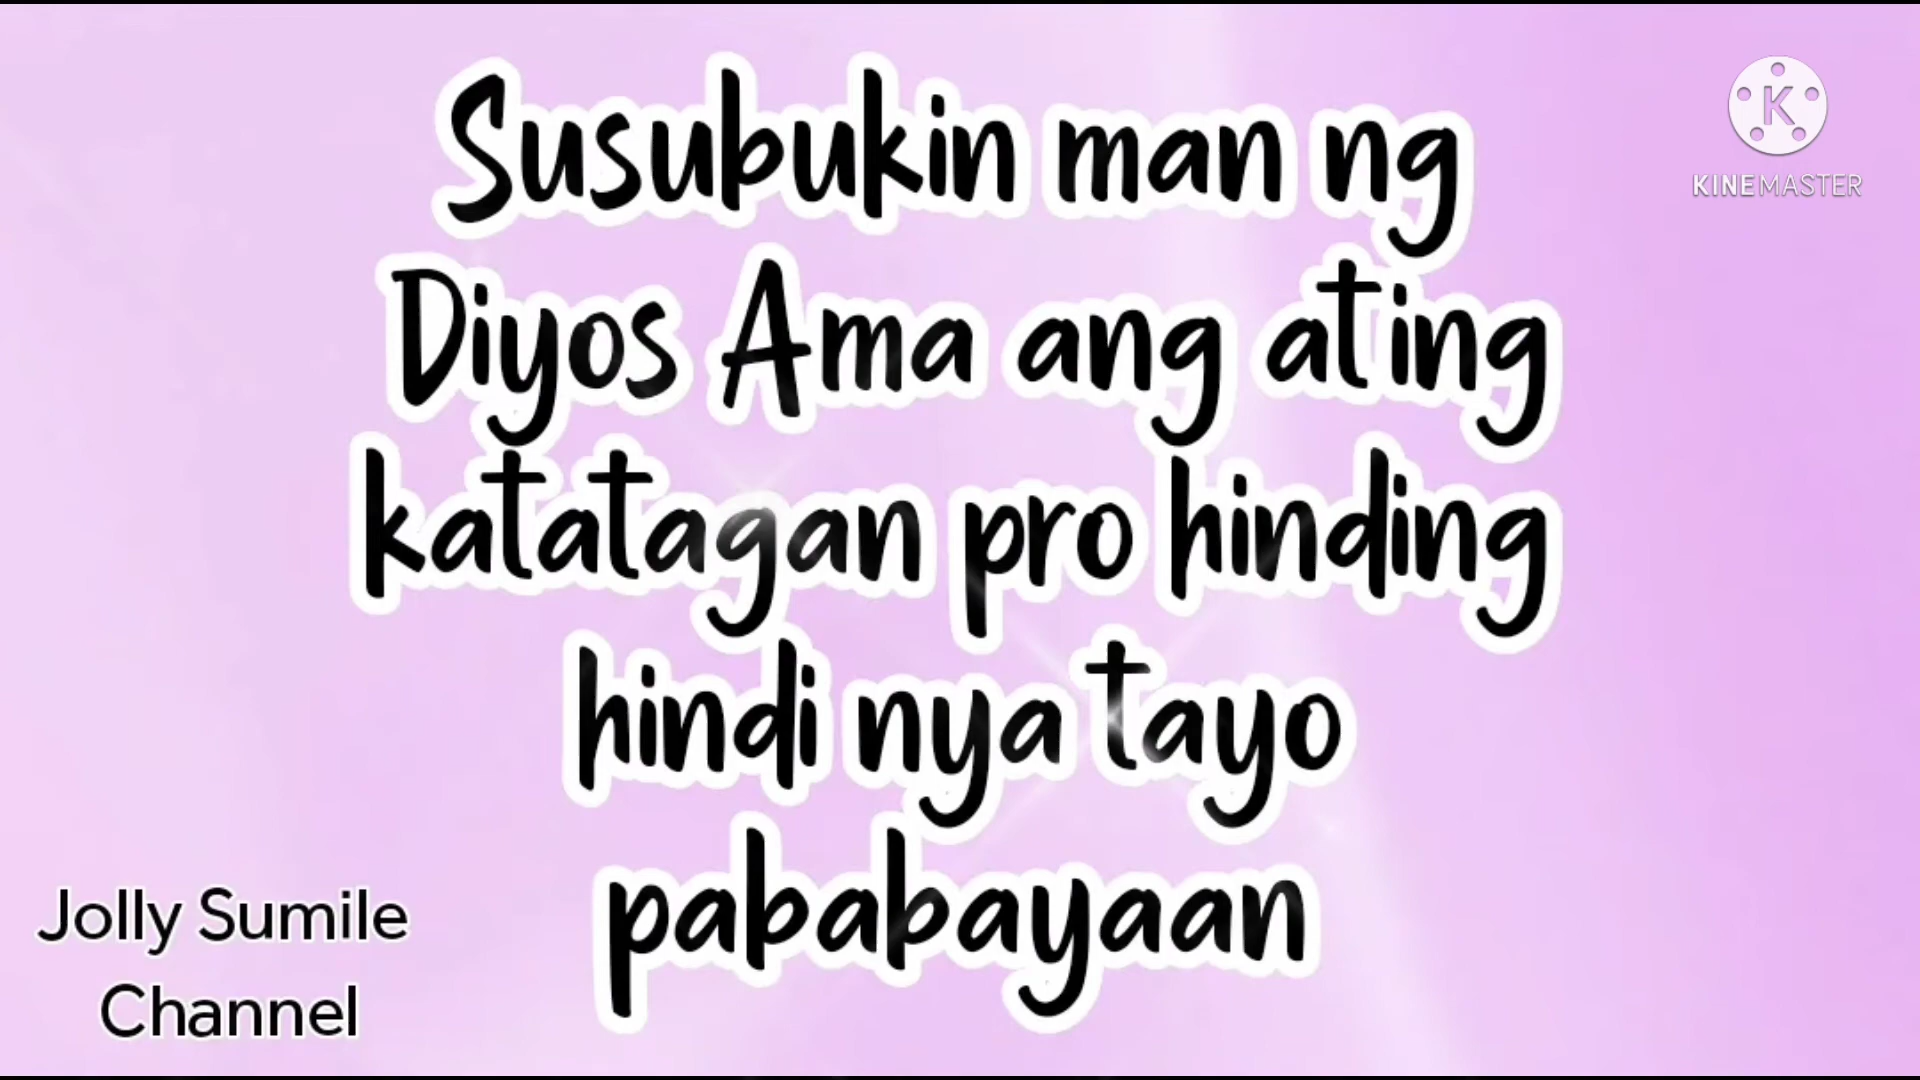 Susubukin man ng
Diyos Ama ang ating
katatagan pro hinding
hindi nya tayo
pababayaan
Jolly Sumile
Channel
K
KINEMASTER